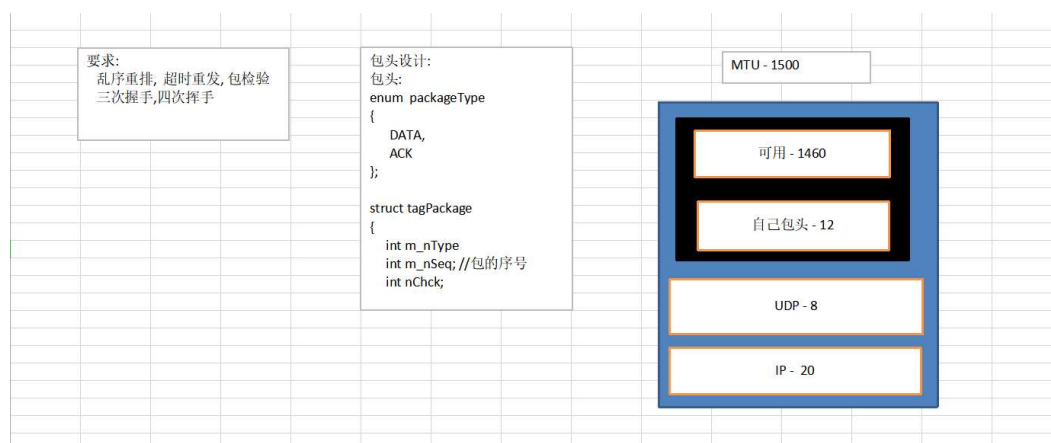 要求:
乱序重排, 超时重发, 包检验
三次握手,四次挥手
包头设计:
包头:
enum packageType
{
DATA,
ACK
};
struct tagPackage
{
int m_nType
int m_nSeq; //包的序号
int nChck;
MTU - 1500
可用 - 1460
自己包头 - 12
UDP - 8
IP - 20